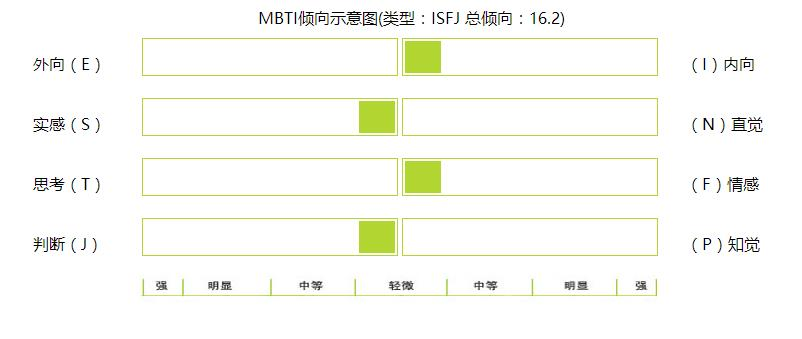 MBTI倾向示意图(类型：ISFJ 总倾向：16.2)
外向（E） （I）内向
实感（S） （N）直觉
思考（T） （F）情感
判断（J） （P）知觉
强 明显 中等 轻微 中等 明显 强